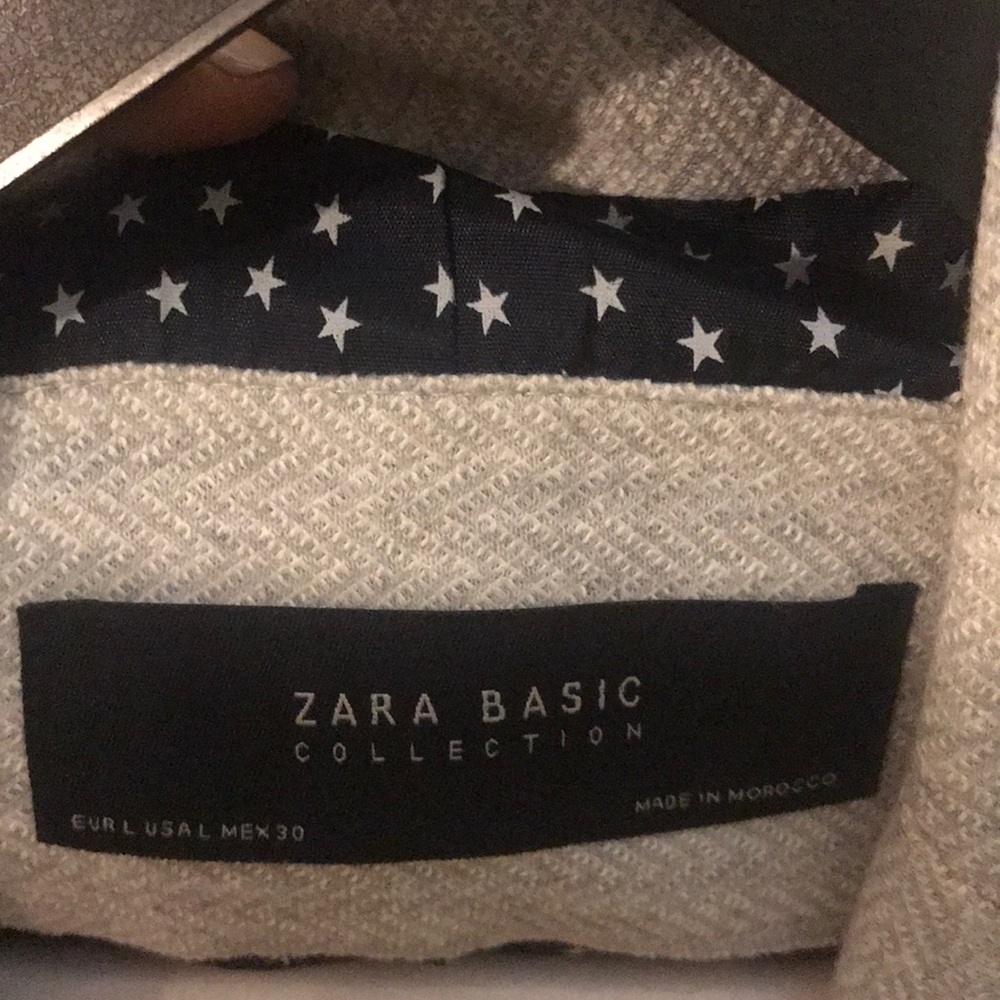 ZARA BASIC
COLLECTION
MADE IN MOROCCO
EUR L USA L MEX 30